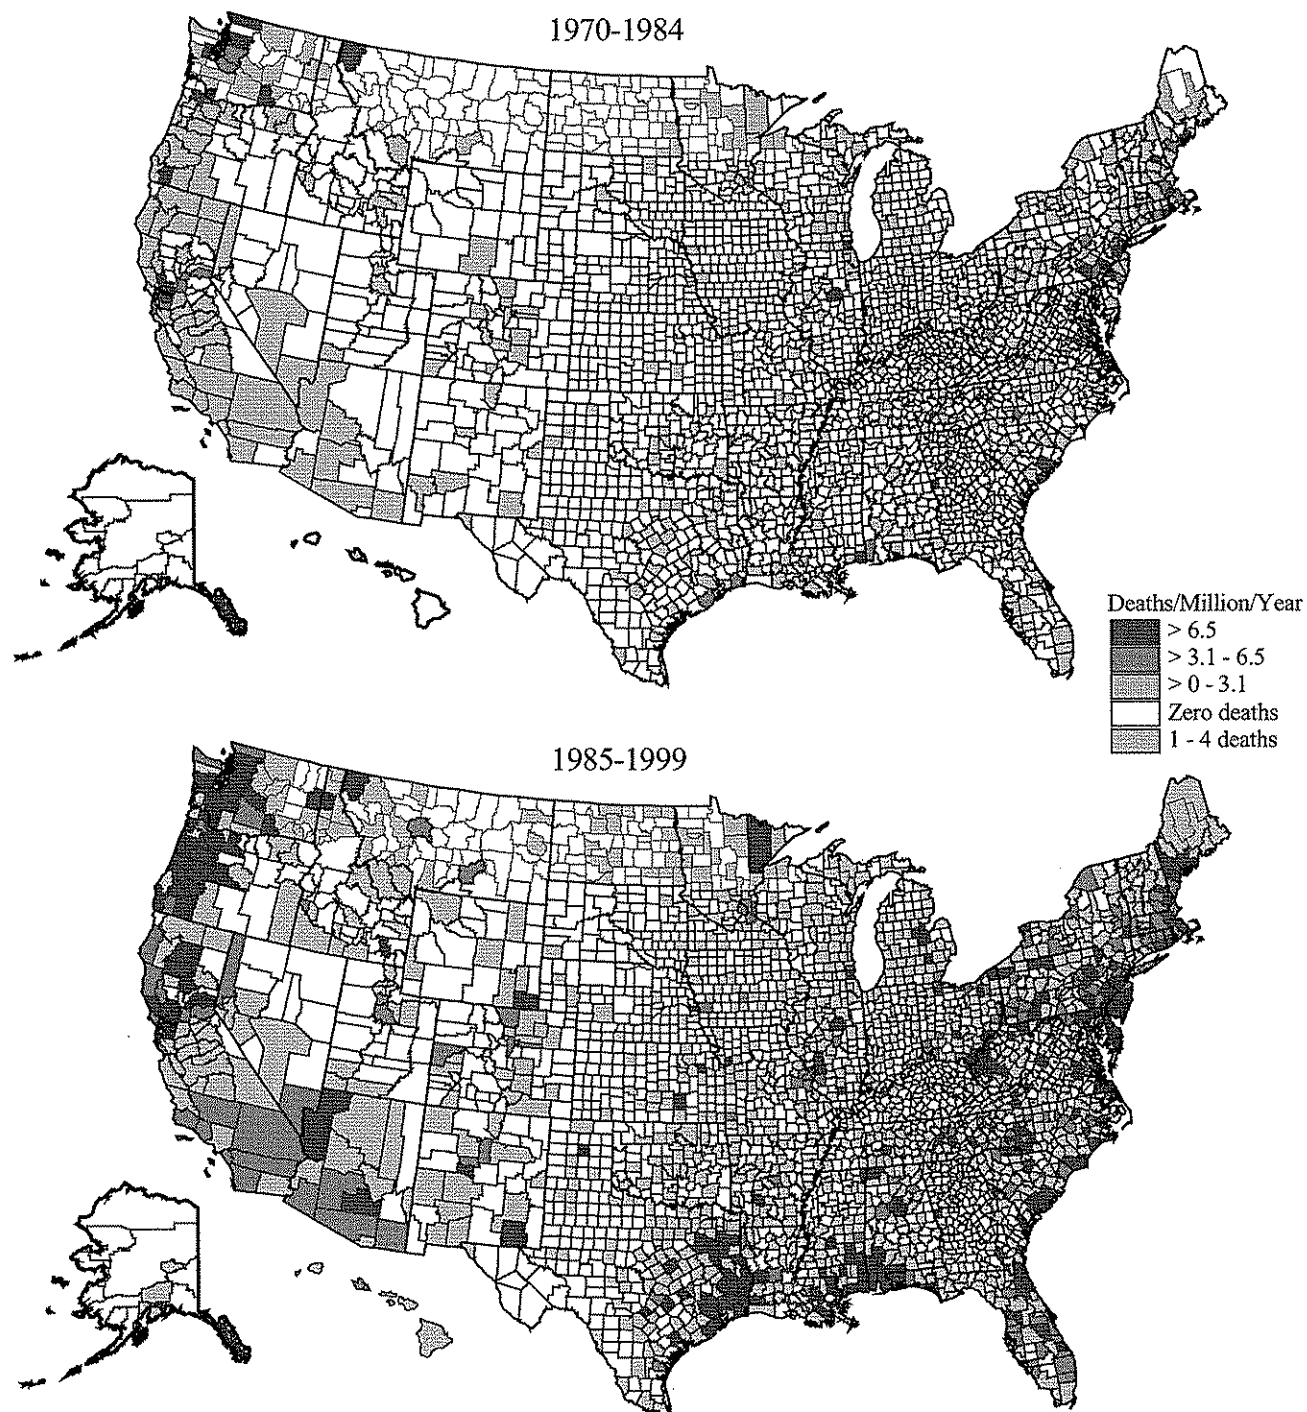 1970-1984
Deaths/Million/Year
> 6.5
> 3.1 - 6.5
> 0 - 3.1
Zero deaths
1 - 4 deaths
1985-1999